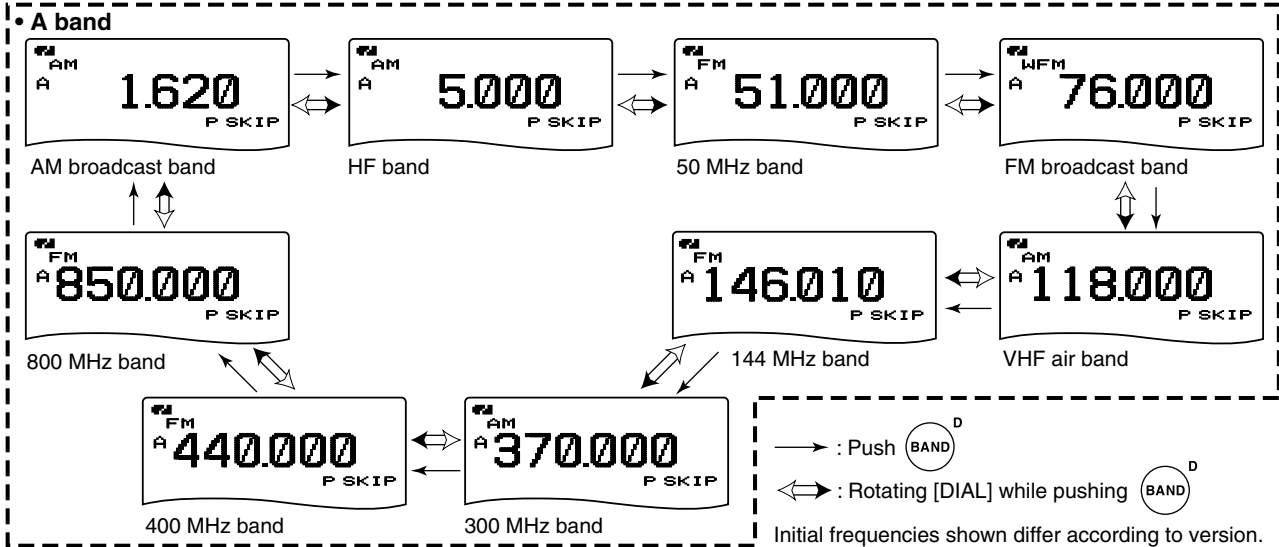 • A band
AM
A 1.620
P SKIP
AM broadcast band
AM
A 5.000
P SKIP
HF band
FM
A 51.000
P SKIP
50 MHz band
WFM
A 76.000
P SKIP
FM broadcast band
FM
A 850.000
P SKIP
800 MHz band
FM
A 146.010
P SKIP
144 MHz band
AM
A 118.000
P SKIP
VHF air band
FM
A 440.000
P SKIP
400 MHz band
AM
A 370.000
P SKIP
300 MHz band
: Push BAND D
: Rotating [DIAL] while pushing BAND D
Initial frequencies shown differ according to version.